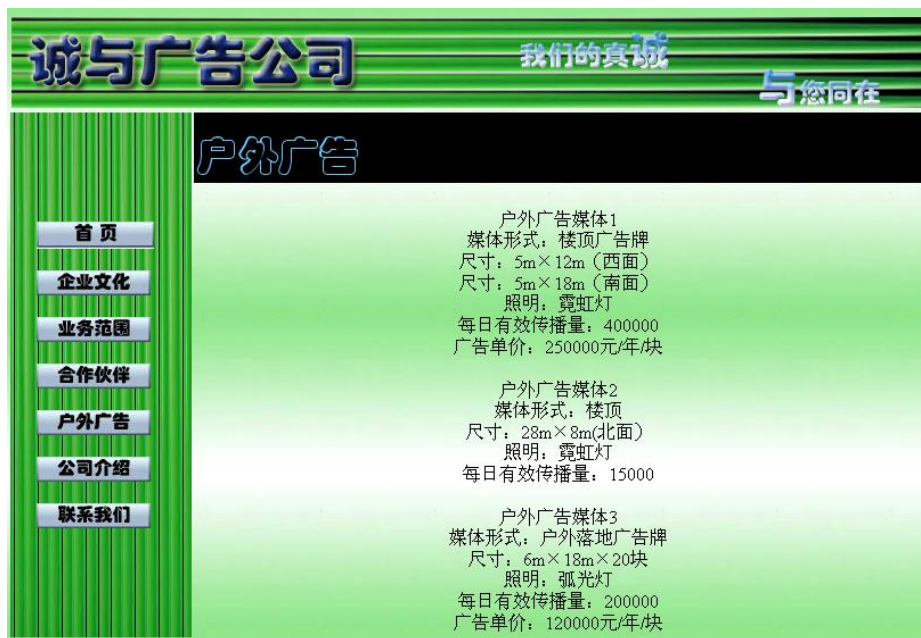 诚与广告公司
我们的真诚
与您同在
户外广告
首 页
企业文化
业务范围
合作伙伴
户外广告
公司介绍
联系我们
户外广告媒体1
媒体形式：楼顶广告牌
尺寸：5m×12m（西面）
尺寸：5m×18m（南面）
照明：霓虹灯
每日有效传播量：400000
广告单价：250000元/年/块
户外广告媒体2
媒体形式：楼顶
尺寸：28m×8m(北面）
照明：霓虹灯
每日有效传播量：15000
户外广告媒体3
媒体形式：户外落地广告牌
尺寸：6m×18m×20块
照明：弧光灯
每日有效传播量：200000
广告单价：120000元/年/块